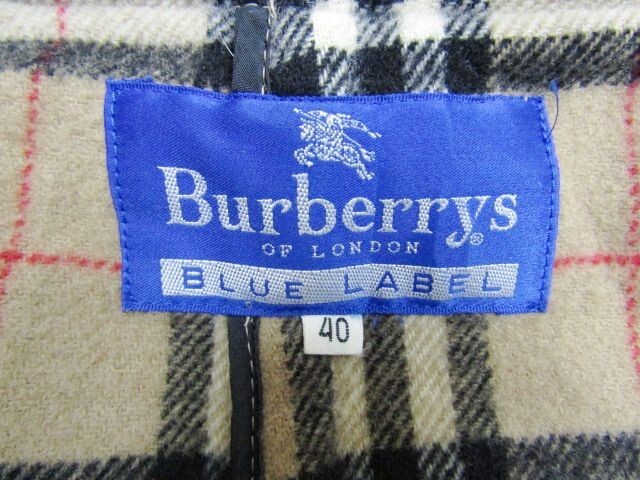 Burberrys®
OF LONDON
BLUE LABEL
40